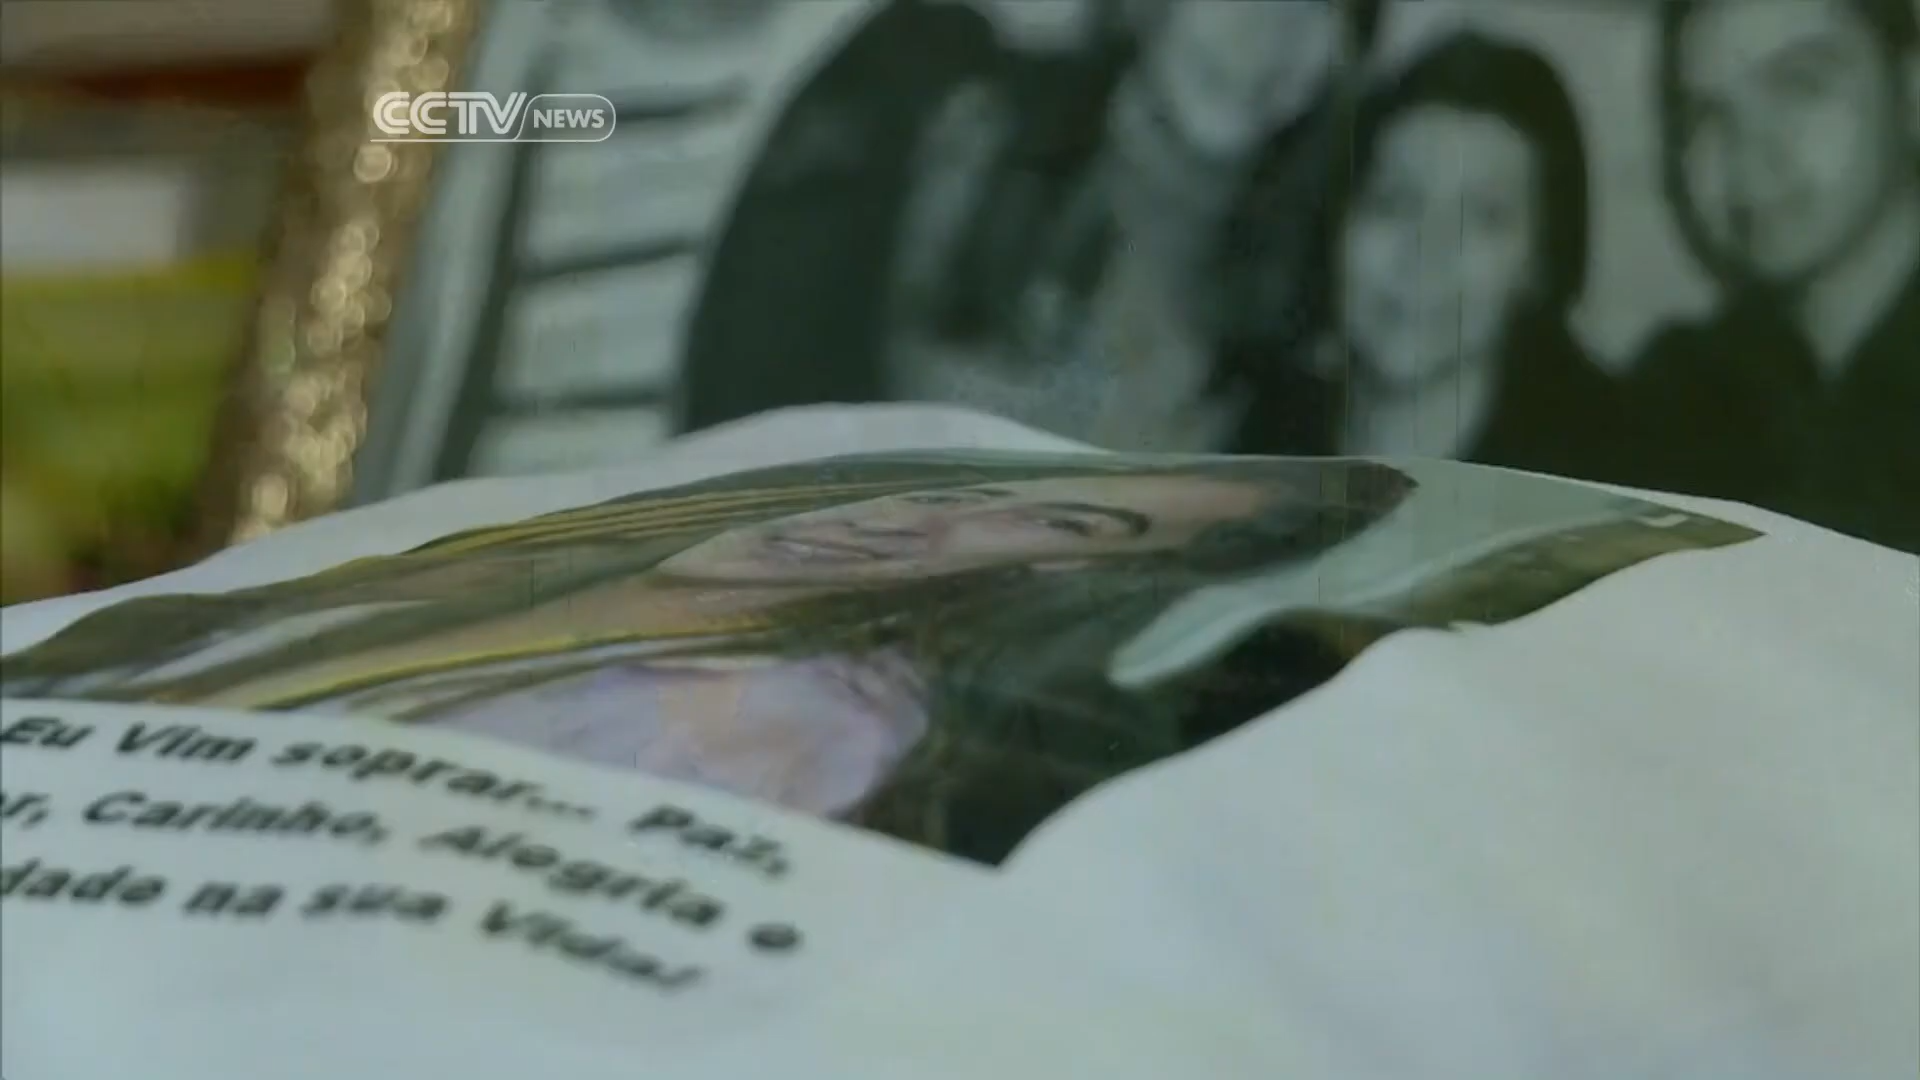 CCTV NEWS
Eu Vim soprar... Paz,
r, Carinho, Alegria e
dade na sua Vida!